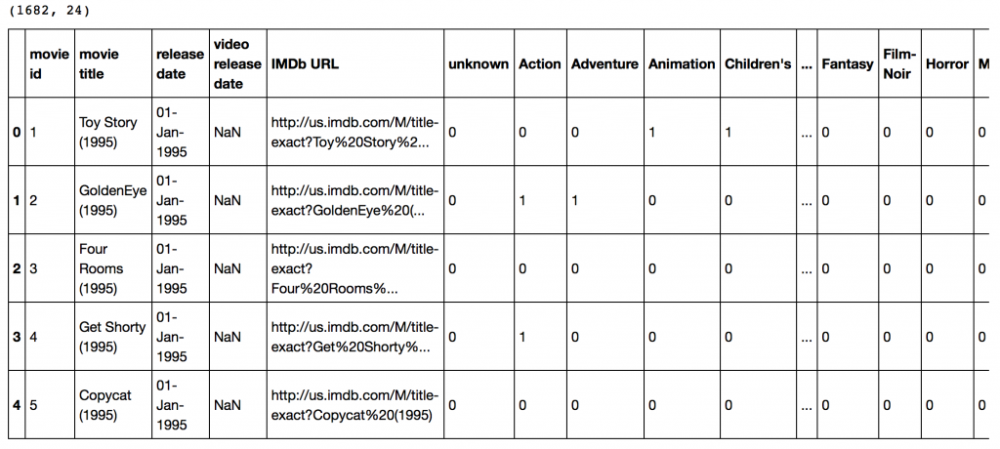 (1682, 24)
movie id movie title release date video release date IMDb URL unknown Action Adventure Animation Children's ... Fantasy Film-Noir Horror M
0 1 Toy Story (1995) 01-Jan-1995 NaN http://us.imdb.com/M/title-exact?Toy%20Story%2... 0 0 0 1 1 ... 0 0 0 0
1 2 GoldenEye (1995) 01-Jan-1995 NaN http://us.imdb.com/M/title-exact?GoldenEye%20(... 0 1 1 0 0 ... 0 0 0 0
2 3 Four Rooms (1995) 01-Jan-1995 NaN http://us.imdb.com/M/title-exact?Four%20Rooms%... 0 0 0 0 0 ... 0 0 0 0
3 4 Get Shorty (1995) 01-Jan-1995 NaN http://us.imdb.com/M/title-exact?Get%20Shorty%... 0 1 0 0 0 ... 0 0 0 0
4 5 Copycat (1995) 01-Jan-1995 NaN http://us.imdb.com/M/title-exact?Copycat%20(1995) 0 0 0 0 0 ... 0 0 0 0